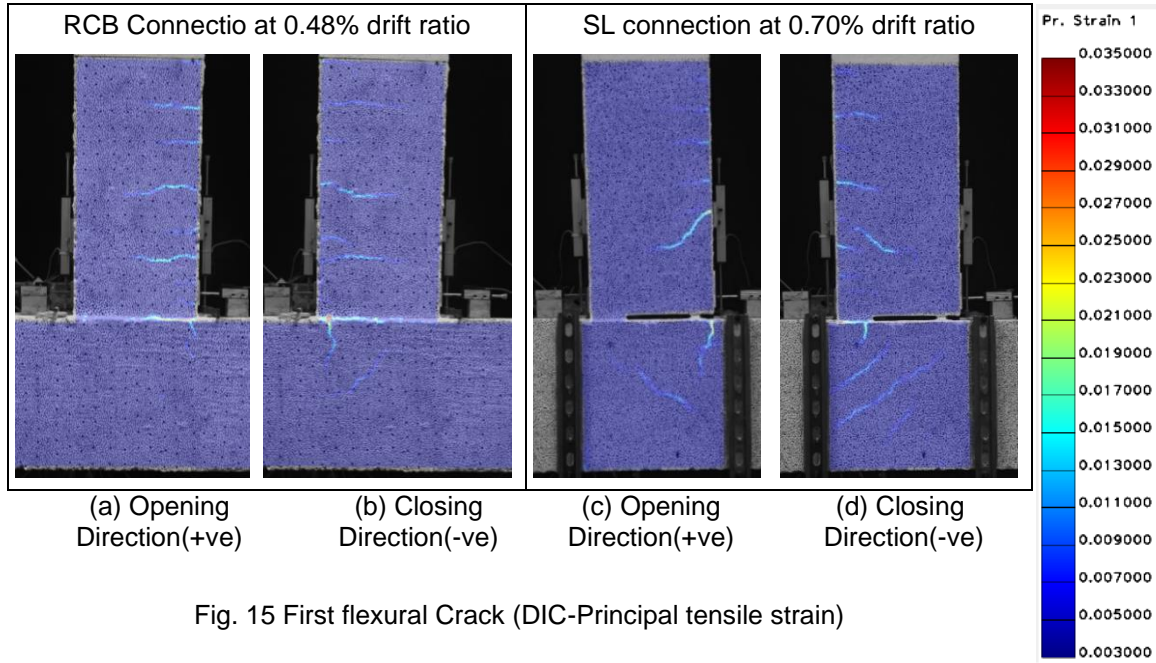 RCB Connectio at 0.48% drift ratio
SL connection at 0.70% drift ratio
Pr. Strain 1
0.035000
0.033000
0.031000
0.029000
0.027000
0.025000
0.023000
0.021000
0.019000
0.017000
0.015000
0.013000
0.011000
0.009000
0.007000
0.005000
0.003000
(a) Opening
Direction(+ve)
(b) Closing
Direction(-ve)
(c) Opening
Direction(+ve)
(d) Closing
Direction(-ve)
Fig. 15 First flexural Crack (DIC-Principal tensile strain)